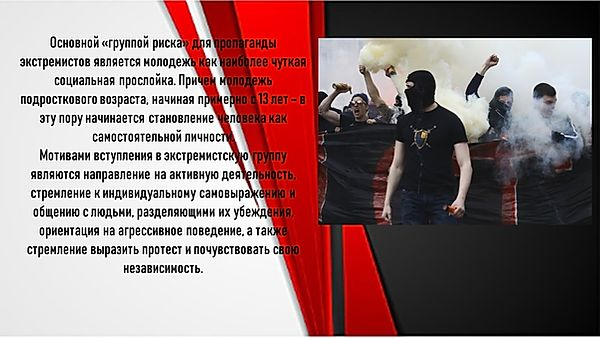 Основной «группой риска» для пропаганды
экстремистов является молодежь как наиболее чуткая
социальная прослойка. Причем молодежь
подросткового возраста, начиная примерно с 13 лет – в
эту пору начинается становление человека как
самостоятельной личности.
Мотивами вступления в экстремистскую группу
являются направление на активную деятельность,
стремление к индивидуальному самовыражению и
общению с людьми, разделяющими их убеждения,
ориентация на агрессивное поведение, а также
стремление выразить протест и почувствовать свою
независимость.